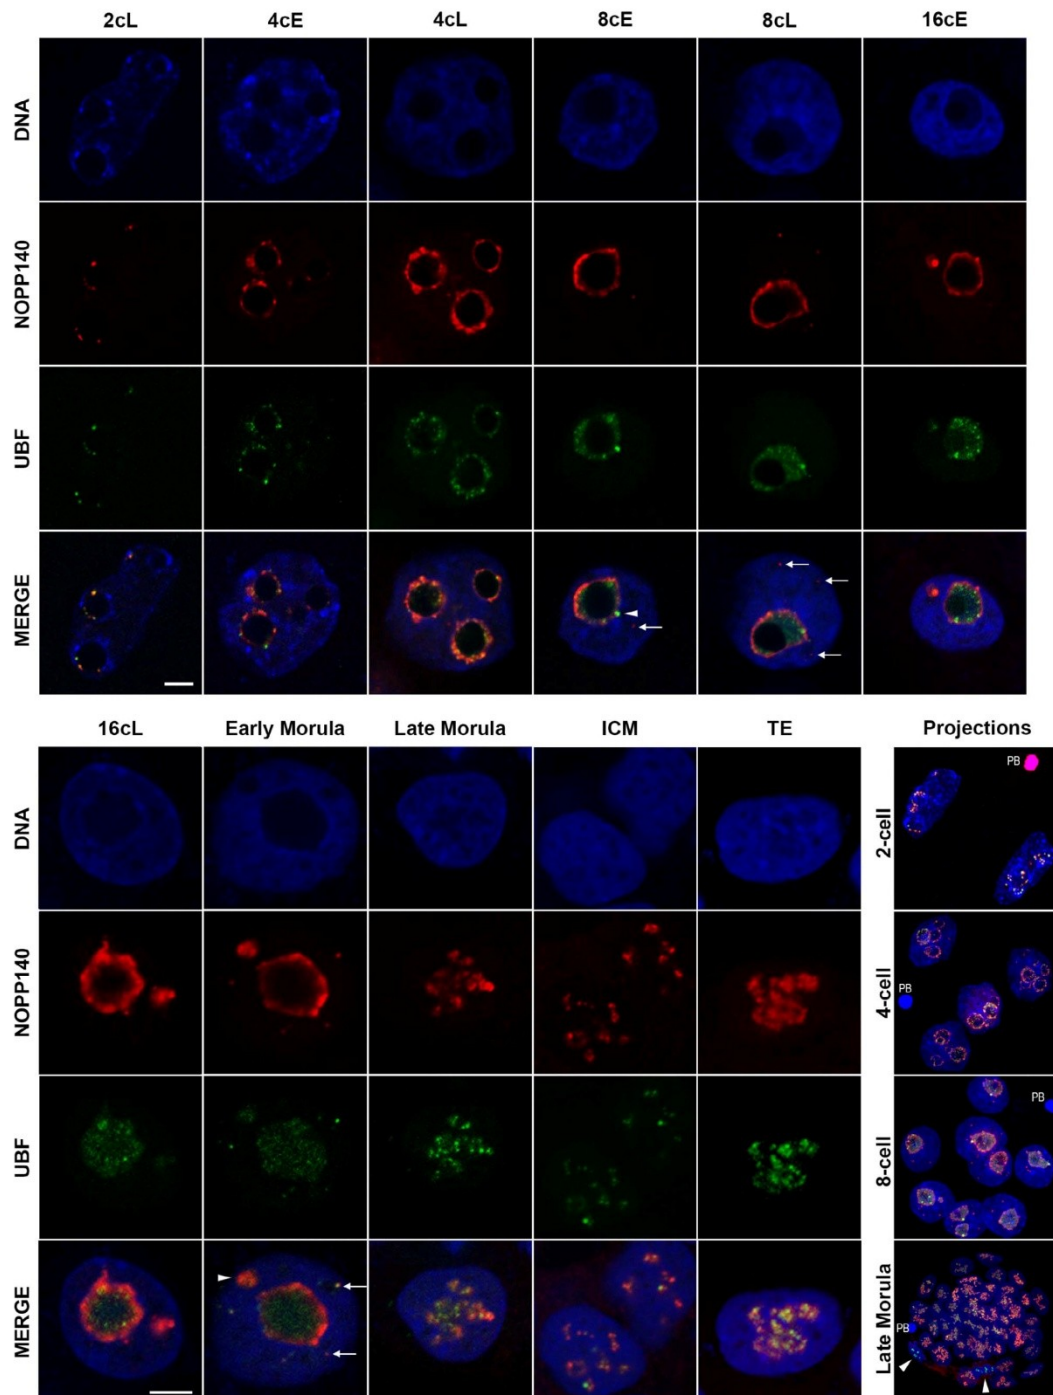 2cL 4cE 4cL 8cE 8cL 16cE
DNA
NOPP140
UBF
MERGE
16cL Early Morula Late Morula ICM TE Projections
DNA
NOPP140
UBF
MERGE
2-cell
PB
4-cell
PB
8-cell
PB
Late Morula
PB